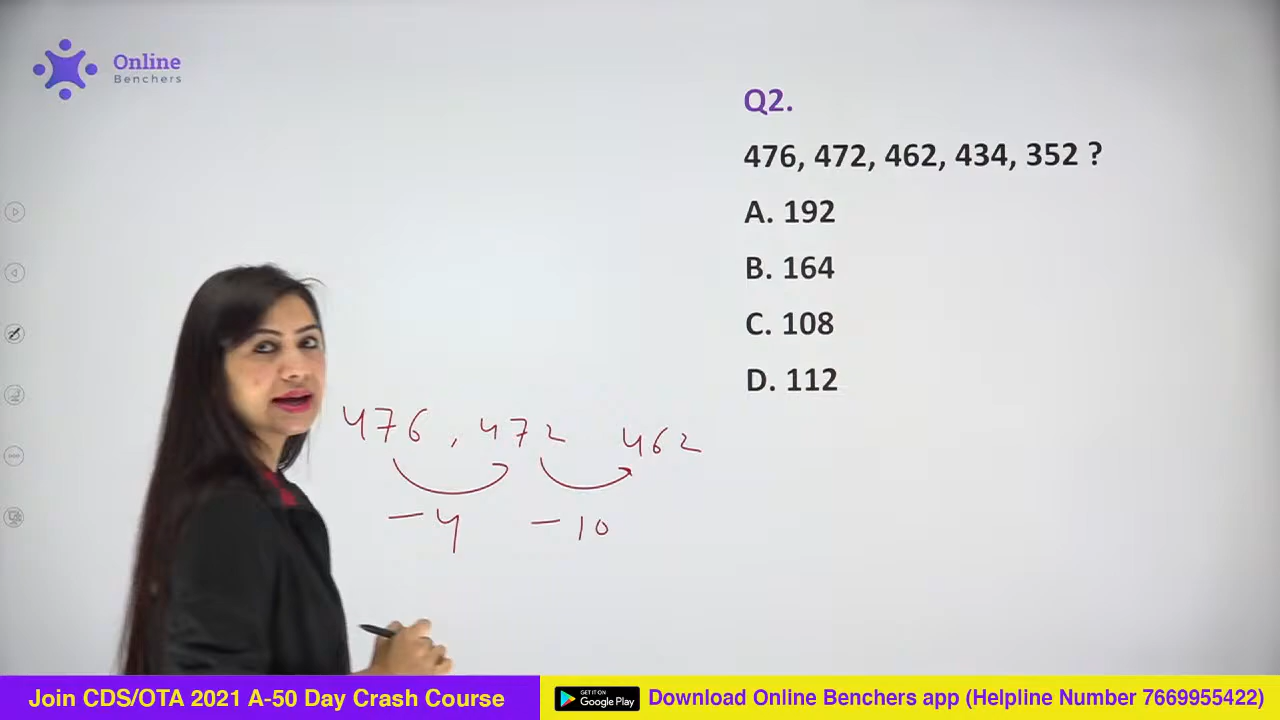 Online
Benchers
Q2.
476, 472, 462, 434, 352 ?
A. 192
B. 164
C. 108
D. 112
476 , 472 462
-4 -10
Join CDS/OTA 2021 A-50 Day Crash Course
GET IT ON
Google Play
Download Online Benchers app (Helpline Number 7669955422)